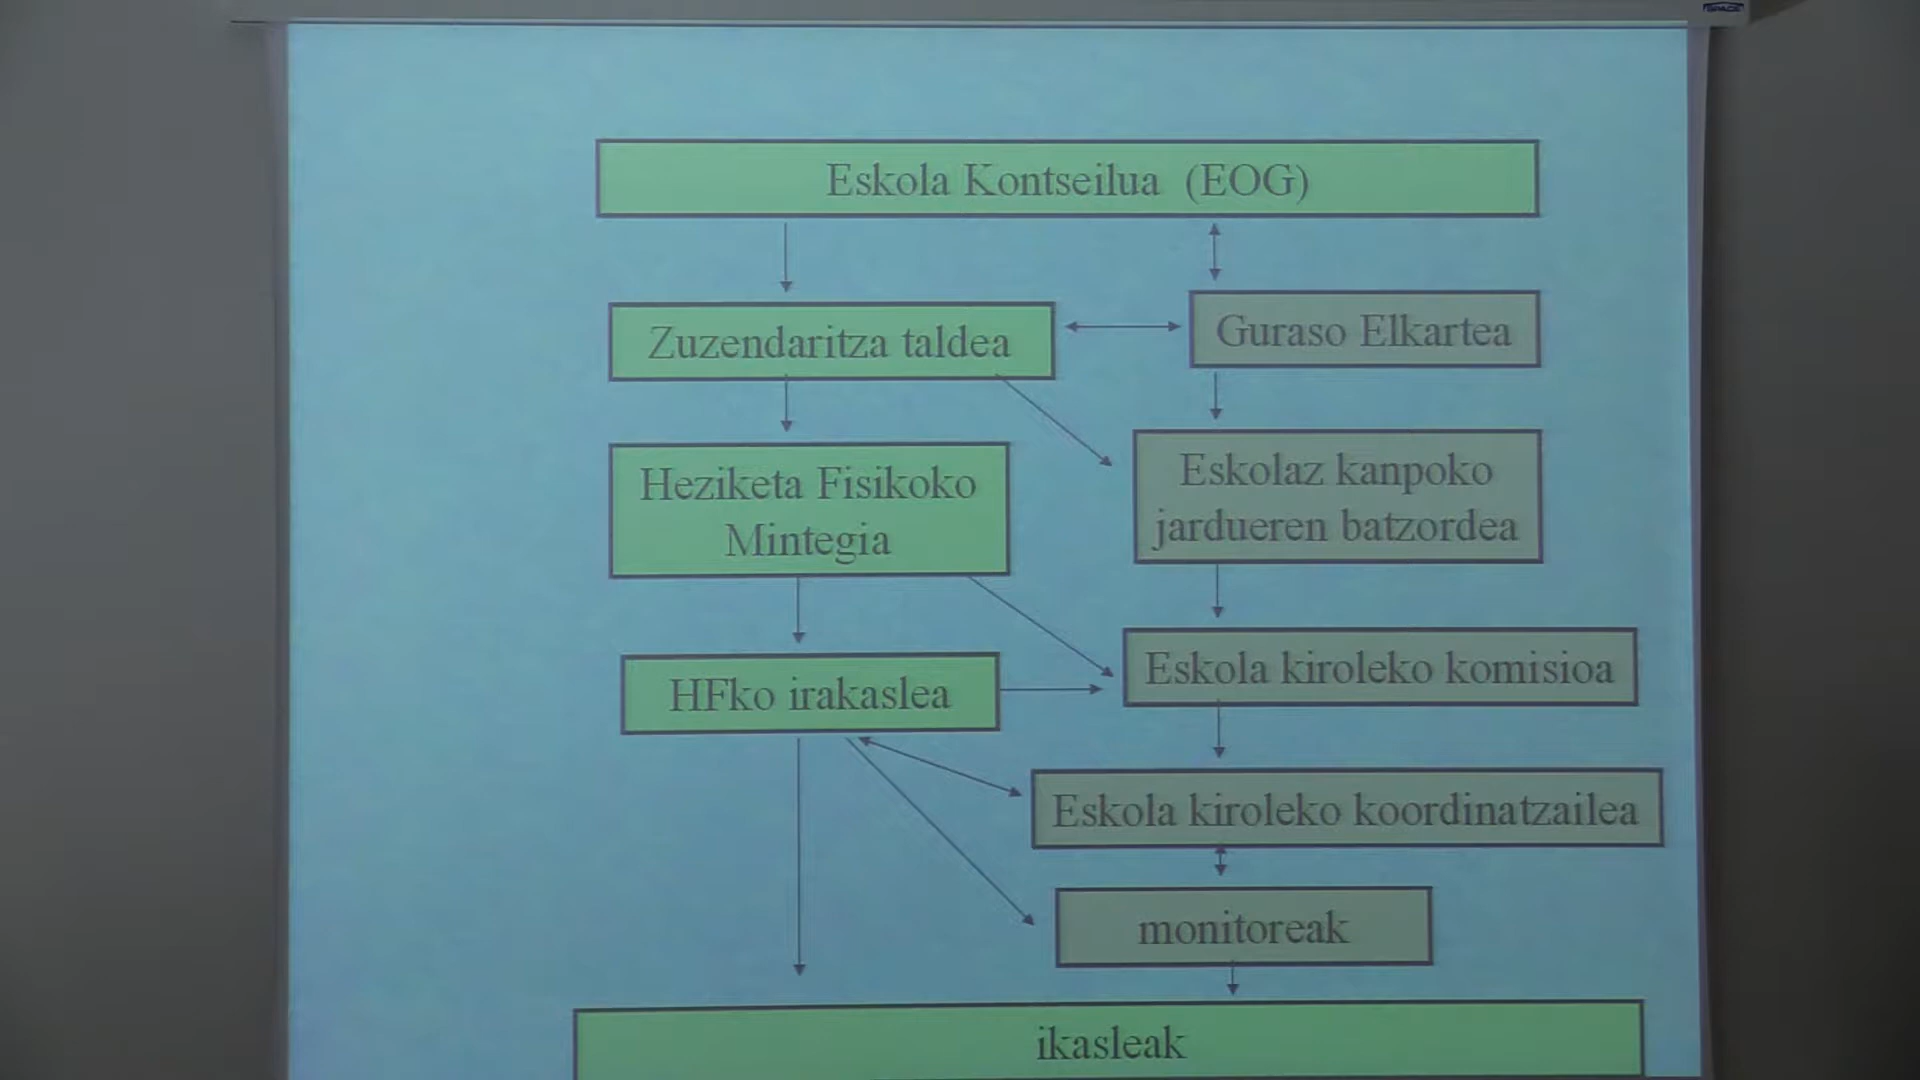 SPACE
Eskola Kontseilua (EOG)
Zuzendaritza taldea
Guraso Elkartea
Heziketa Fisikoko
Mintegia
Eskolaz kanpoko
jardueren batzordea
HFko irakaslea
Eskola kiroleko komisioa
Eskola kiroleko koordinatzailea
monitoreak
ikasleak